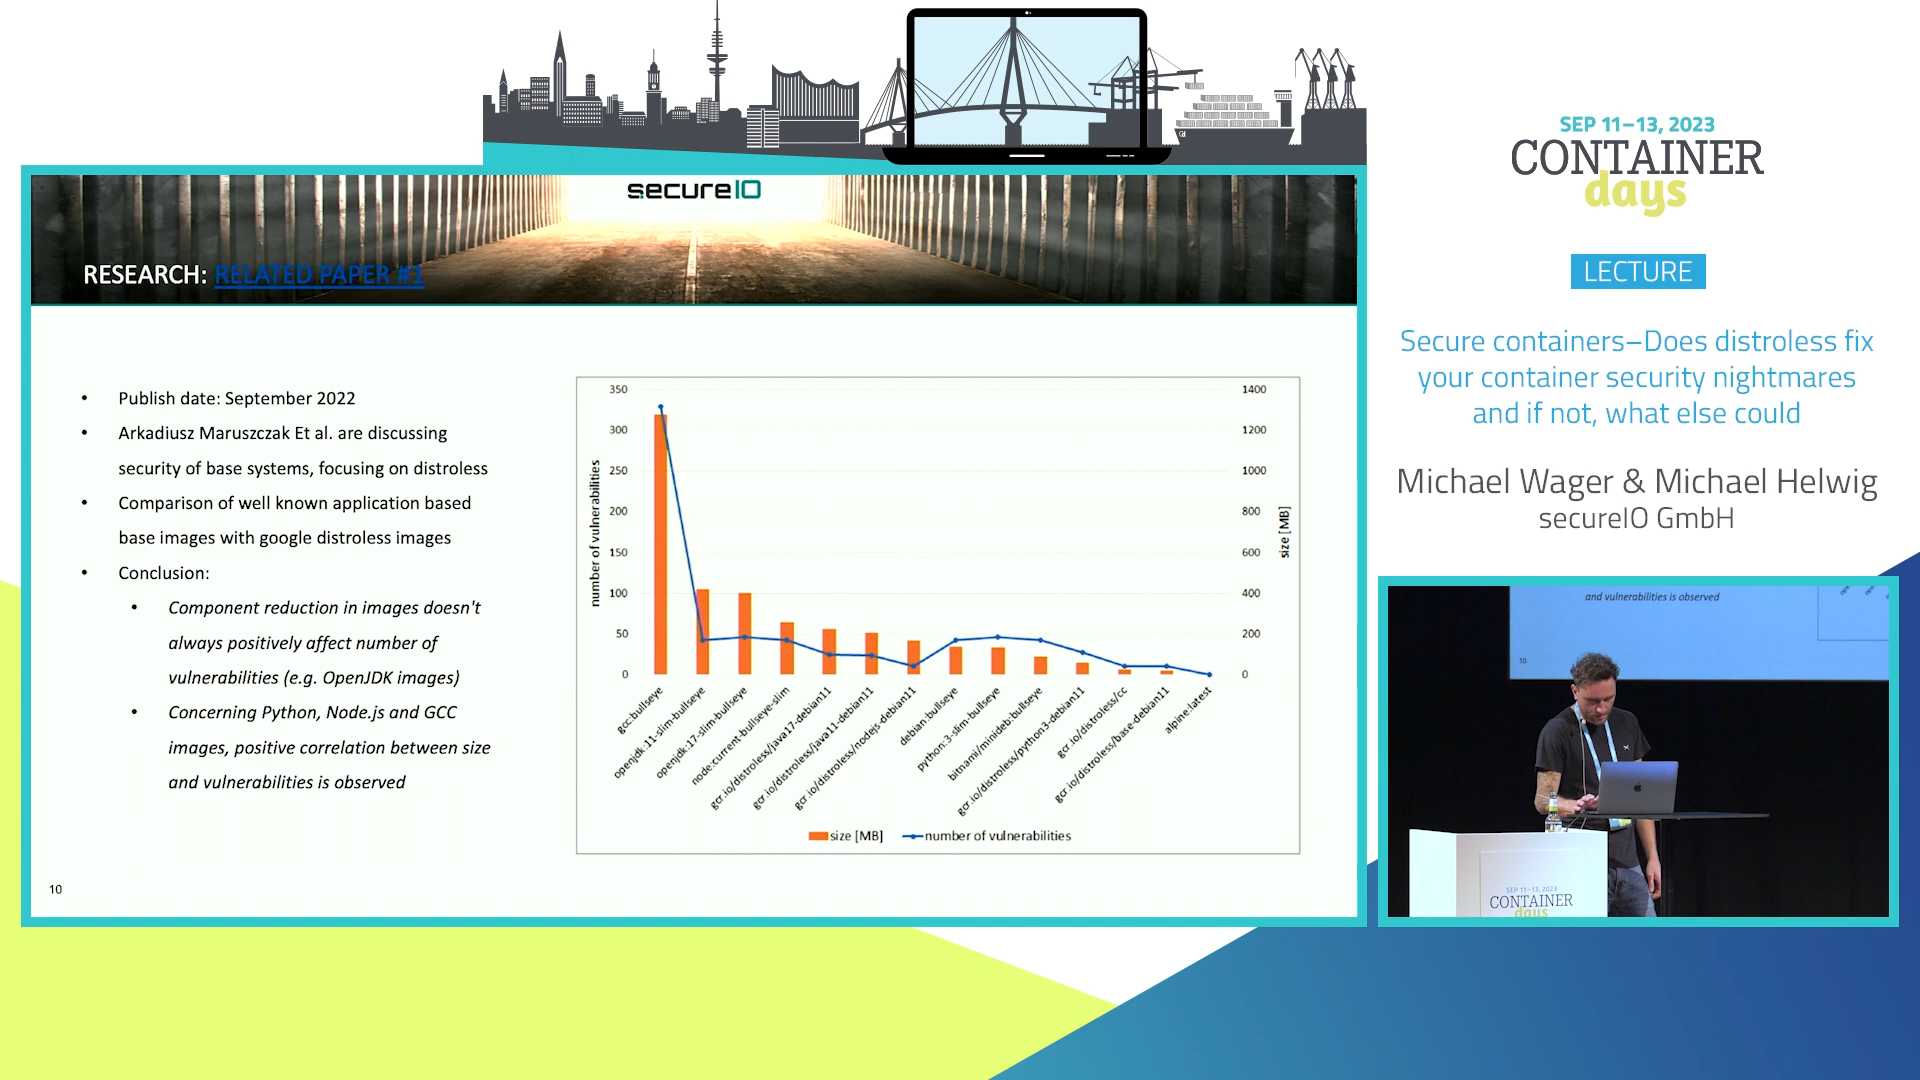 SEP 11–13, 2023
CONTAINER
days
LECTURE
Secure containers–Does distroless fix
your container security nightmares
and if not, what else could
Michael Wager & Michael Helwig
secureIO GmbH
secureIO
RESEARCH: RELATED PAPER #1
• Publish date: September 2022
• Arkadiusz Maruszczak Et al. are discussing
security of base systems, focusing on distroless
• Comparison of well known application based
base images with google distroless images
• Conclusion:
• Component reduction in images doesn't
always positively affect number of
vulnerabilities (e.g. OpenJDK images)
• Concerning Python, Node.js and GCC
images, positive correlation between size
and vulnerabilities is observed
10
number of vulnerabilities
350
300
250
200
150
100
50
0
size [MB]
1400
1200
1000
800
600
400
200
0
gcc:bullseye
openjdk:11-slim-bullseye
openjdk:17-slim-bullseye
node:current-bullseye-slim
gcr.io/distroless/java17-debian11
gcr.io/distroless/java11-debian11
gcr.io/distroless/nodejs-debian11
debian:bullseye
python:3-slim-bullseye
bitnami/minideb:bullseye
gcr.io/distroless/python3-debian11
gcr.io/distroless/cc
gcr.io/distroless/base-debian11
alpine:latest
size [MB] number of vulnerabilities
and vulnerabilities is observed
10
SEP 11–13, 2023
CONTAINER
days